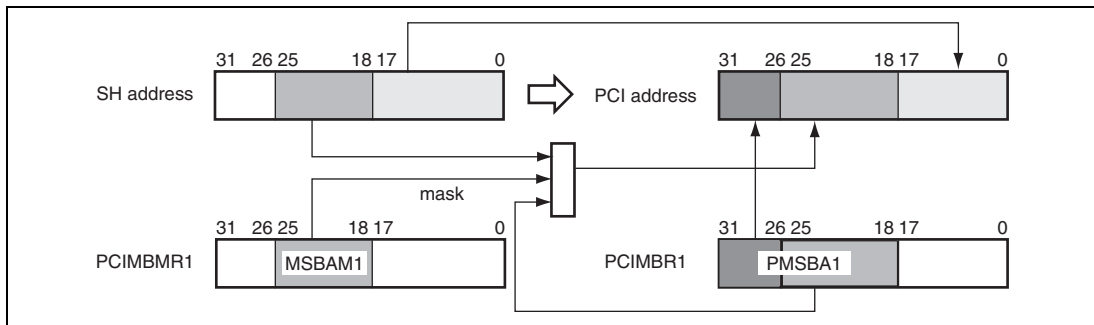 31 26 25 18 17 0
SH address
31 26 25 18 17 0
PCI address
mask
31 26 25 18 17 0
PCIMBMR1
MSBAM1
31 26 25 18 17 0
PCIMBR1
PMSBA1